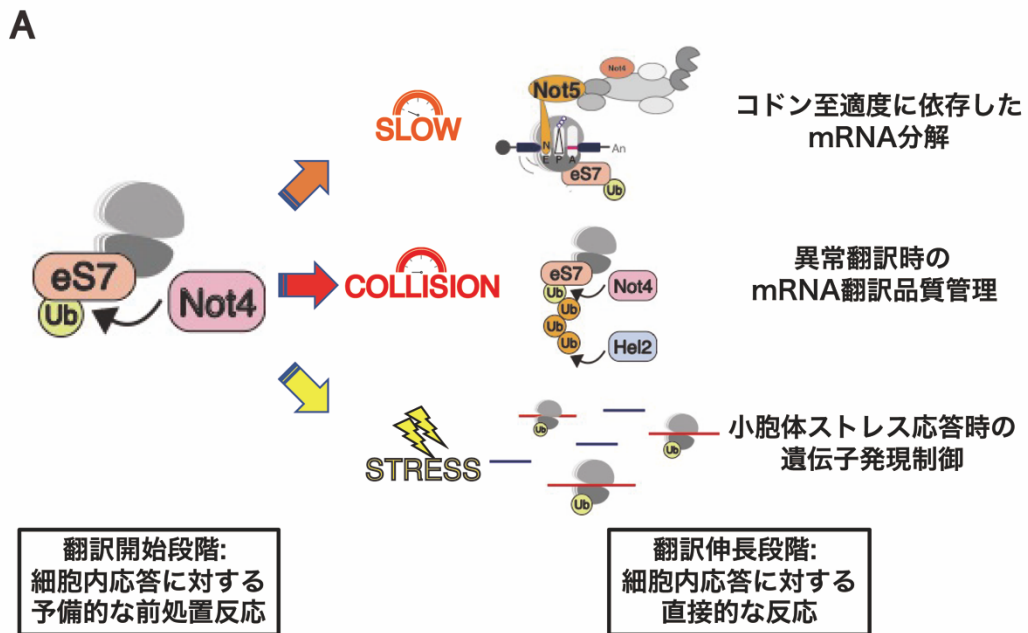 A
SLOW
Not5
Not4
N
E P A
An
eS7
Ub
コドン至適度に依存した
mRNA分解
eS7
Ub
Not4
COLLISION
eS7
Ub
Not4
Ub
Ub
Ub
Hel2
異常翻訳時の
mRNA翻訳品質管理
STRESS
Ub
Ub
Ub
小胞体ストレス応答時の
遺伝子発現制御
翻訳開始段階:
細胞内応答に対する
予備的な前処置反応
翻訳伸長段階:
細胞内応答に対する
直接的な反応